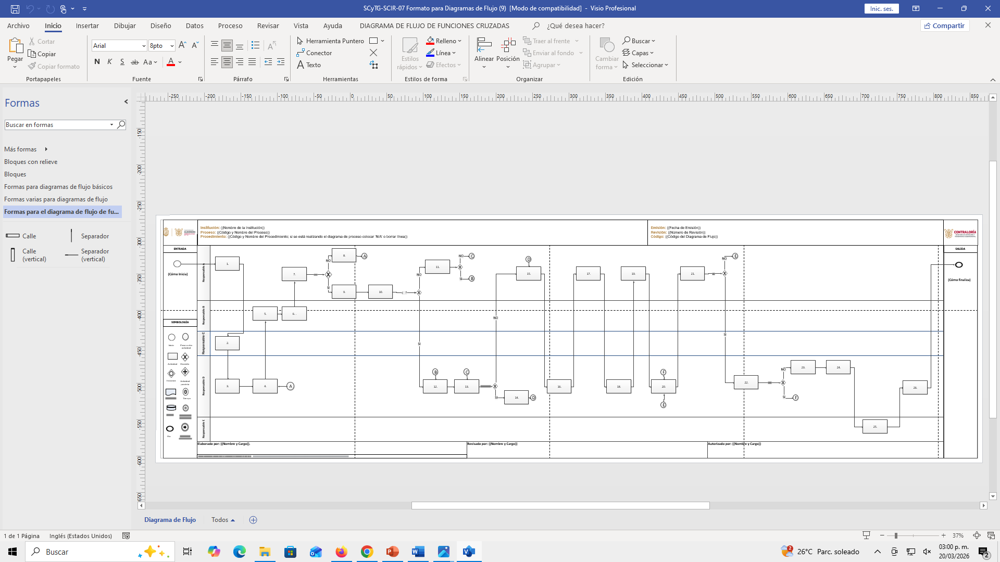 SCyTG-SCIR-07 Formato para Diagramas de Flujo (9)  [Modo de compatibilidad]  -  Visio Profesional
Inic. ses.
Archivo
Inicio
Insertar
Dibujar
Diseño
Datos
Proceso
Revisar
Vista
Ayuda
DIAGRAMA DE FLUJO DE FUNCIONES CRUZADAS
¿Qué desea hacer?
Compartir
Pegar
Cortar
Copiar
Copiar formato
Portapapeles
Arial
8pto
N K S ab Aa A
Fuente
Párrafo
Herramienta Puntero
Conector
Texto
Herramientas
Estilos rápidos
Relleno
Línea
Efectos
Estilos de forma
Alinear
Posición
Traer al frente
Enviar al fondo
Agrupar
Organizar
Cambiar forma
Buscar
Capas
Seleccionar
Edición
Formas
Buscar en formas
Más formas
Bloques con relieve
Bloques
Formas para diagramas de flujo básicos
Formas varias para diagramas de flujo
Formas para el diagrama de flujo de fu...
Calle
Separador
Calle (vertical)
Separador (vertical)
-250 -200 -150 -100 -50 0 50 100 150 200 250 300 350 400 450 500 550 600 650 700 750 800 850
Institución: ((Nombre de la Institución))
Proceso: ((Código y Nombre del Proceso))
Procedimiento: ((Código y Nombre del Procedimiento; si se está realizando el diagrama de proceso colocar 'N/A' o borrar línea))
Emisión: ((Fecha de Emisión))
Revisión: ((Número de Revisión))
Código: ((Código del Diagrama de Flujo))
CONTRALORÍA
ENTRADA
(Cómo Inicia)
SIMBOLOGÍA
Inicio
Pasa a otra actividad
Actividad
Decisión
Inclusiva
Actividad paralela
Tiempo
Fin
Responsable A
Responsable B
Responsable C
Responsable D
Responsable E
1.
2.
3.
4.
A
5.
6. .
7.
NO
8.
A
SI
9.
10.
?
NO
11.
NO
C
SI
B
SI
B
12.
C
13.
NO
SI
14.
D
D
15.
16.
17.
18.
19.
F
20.
E
21.
NO
E
SI
22.
NO
23.
24.
SI
F
25.
26.
SALIDA
(Cómo finaliza)
Elaborado por: ((Nombre y Cargo)).
Revisado por: ((Nombre y Cargo))
Autorizado por: ((Nombre y Cargo))
Diagrama de Flujo
Todos
1 de 1 Página
Inglés (Estados Unidos)
37%
Buscar
2
26°C  Parc. soleado
03:00 p. m.
20/03/2026
2